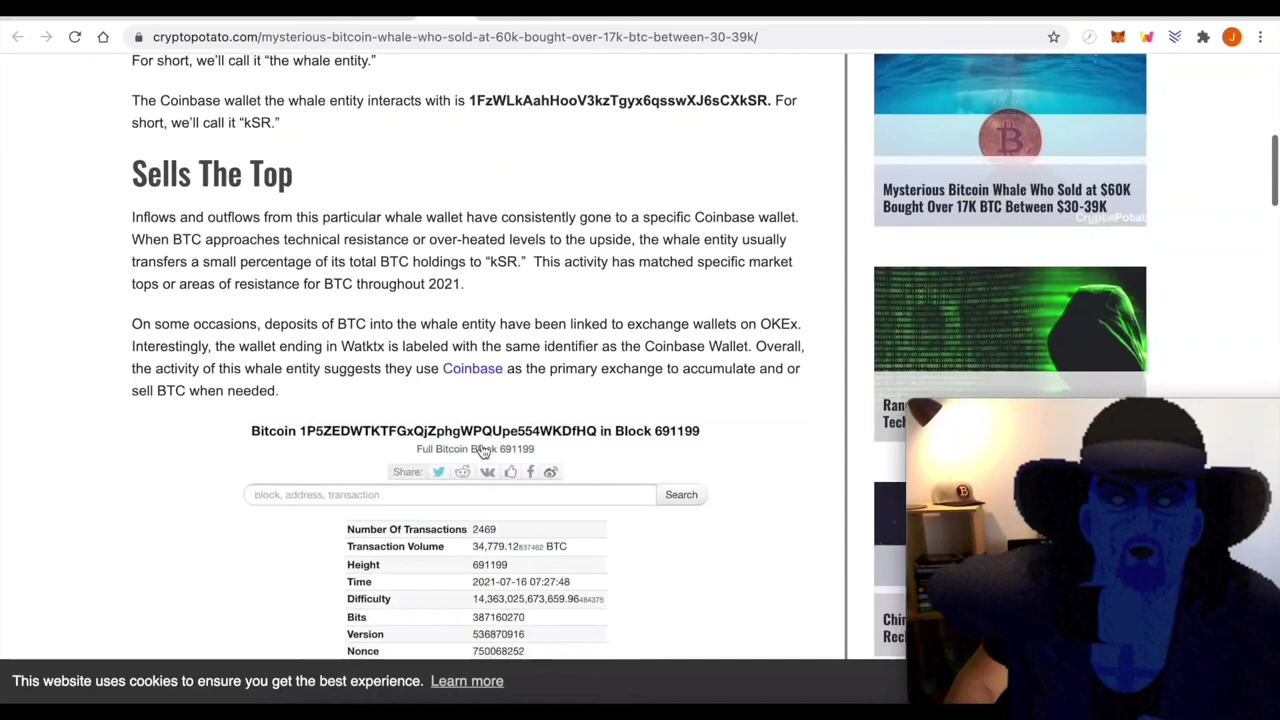 cryptopotato.com/mysterious-bitcoin-whale-who-sold-at-60k-bought-over-17k-btc-between-30-39k/
J
For short, we'll call it “the whale entity.”
The Coinbase wallet the whale entity interacts with is 1FzWLkAahHooV3kzTgyx6qsswXJ6sCXkSR. For
short, we'll call it “kSR.”
Sells The Top
Inflows and outflows from this particular whale wallet have consistently gone to a specific Coinbase wallet.
When BTC approaches technical resistance or over-heated levels to the upside, the whale entity usually
transfers a small percentage of its total BTC holdings to “kSR.” This activity has matched specific market
tops or areas of resistance for BTC throughout 2021.
On some occasions, deposits of BTC into the whale entity have been linked to exchange wallets on OKEx.
Interestingly, the wallet ending in Watktx is labeled with the same identifier as the Coinbase Wallet. Overall,
the activity of this whale entity suggests they use Coinbase as the primary exchange to accumulate and or
sell BTC when needed.
Bitcoin 1P5ZEDWTKTFGxQjZphgWPQUpe554WKDfHQ in Block 691199
Full Bitcoin Block 691199
Share:
block, address, transaction
Search
Number Of Transactions 2469
Transaction Volume 34,779.12837462 BTC
Height 691199
Time 2021-07-16 07:27:48
Difficulty 14,363,025,673,659.96484375
Bits 387160270
Version 536870916
Nonce 750068252
Mysterious Bitcoin Whale Who Sold at $60K
Bought Over 17K BTC Between $30-39K
CryptoPotato
Ran
Tech
Chin
Rec
This website uses cookies to ensure you get the best experience. Learn more